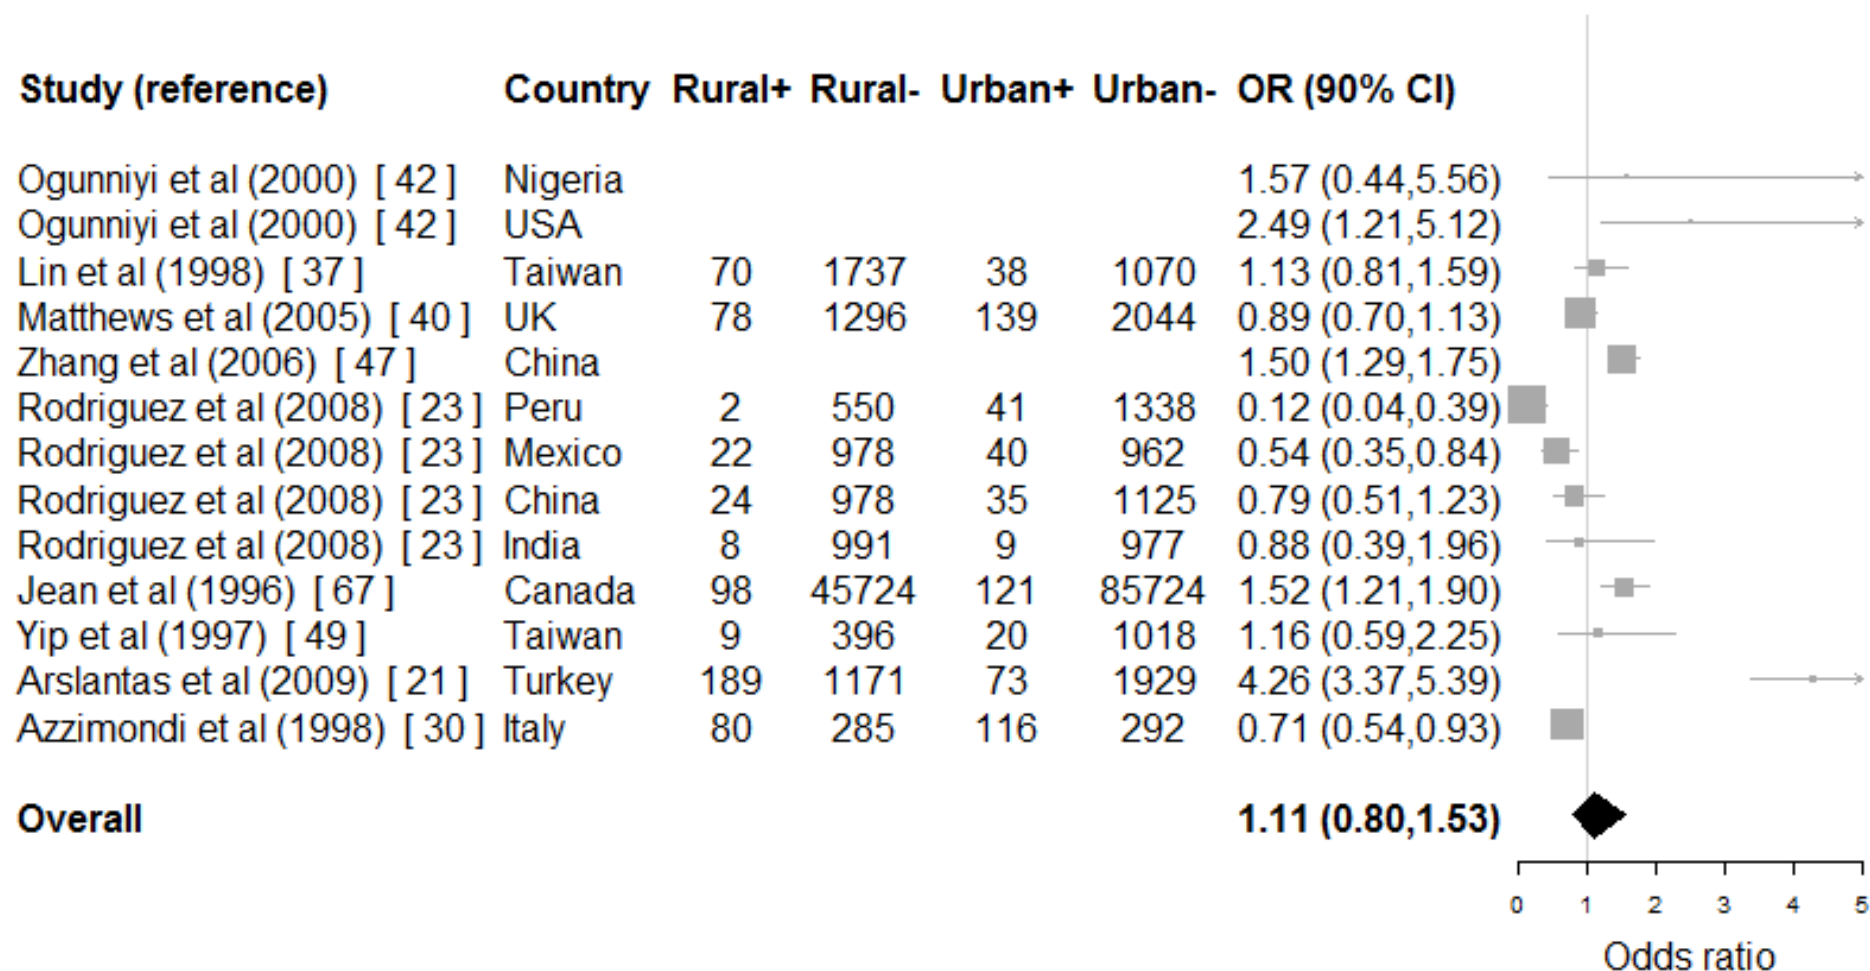 Study (reference) Country Rural+ Rural- Urban+ Urban- OR (90% CI)
Ogunniyi et al (2000) [ 42 ] Nigeria 1.57 (0.44,5.56)
Ogunniyi et al (2000) [ 42 ] USA 2.49 (1.21,5.12)
Lin et al (1998) [ 37 ] Taiwan 70 1737 38 1070 1.13 (0.81,1.59)
Matthews et al (2005) [ 40 ] UK 78 1296 139 2044 0.89 (0.70,1.13)
Zhang et al (2006) [ 47 ] China 1.50 (1.29,1.75)
Rodriguez et al (2008) [ 23 ] Peru 2 550 41 1338 0.12 (0.04,0.39)
Rodriguez et al (2008) [ 23 ] Mexico 22 978 40 962 0.54 (0.35,0.84)
Rodriguez et al (2008) [ 23 ] China 24 978 35 1125 0.79 (0.51,1.23)
Rodriguez et al (2008) [ 23 ] India 8 991 9 977 0.88 (0.39,1.96)
Jean et al (1996) [ 67 ] Canada 98 45724 121 85724 1.52 (1.21,1.90)
Yip et al (1997) [ 49 ] Taiwan 9 396 20 1018 1.16 (0.59,2.25)
Arslantas et al (2009) [ 21 ] Turkey 189 1171 73 1929 4.26 (3.37,5.39)
Azzimondi et al (1998) [ 30 ] Italy 80 285 116 292 0.71 (0.54,0.93)
Overall 1.11 (0.80,1.53)
0 1 2 3 4 5
Odds ratio